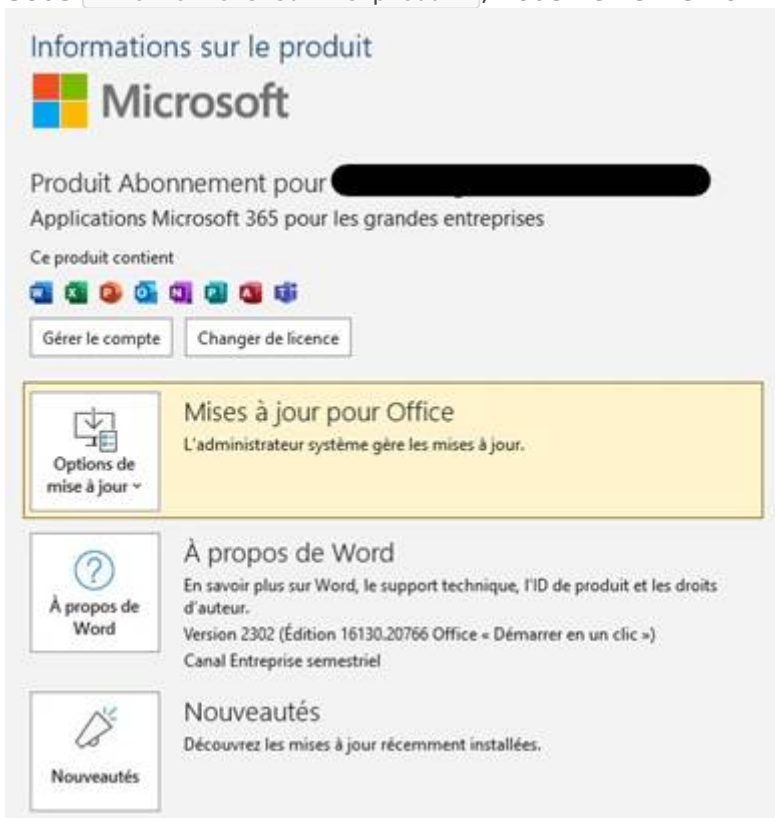 Informations sur le produit
Microsoft
Produit Abonnement pour
Applications Microsoft 365 pour les grandes entreprises
Ce produit contient
Gérer le compte
Changer de licence
Options de
mise à jour
Mises à jour pour Office
L'administrateur système gère les mises à jour.
À propos de
Word
À propos de Word
En savoir plus sur Word, le support technique, l'ID de produit et les droits
d'auteur.
Version 2302 (Édition 16130.20766 Office « Démarrer en un clic »)
Canal Entreprise semestriel
Nouveautés
Nouveautés
Découvrez les mises à jour récemment installées.